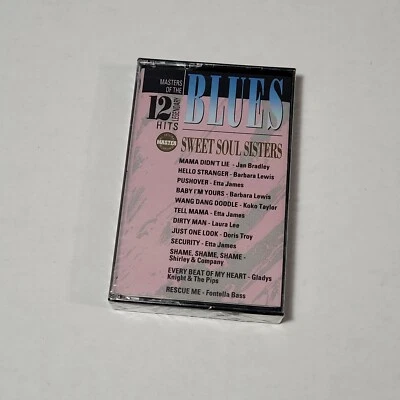 MASTERS OF THE
BLUES
12 LEGENDARY
HITS
MASTER
SWEET SOUL SISTERS
MAMA DIDN'T LIE - Jan Bradley
HELLO STRANGER - Barbara Lewis
PUSHOVER - Etta James
BABY I'M YOURS - Barbara Lewis
WANG DANG DOODLE - Koko Taylor
TELL MAMA - Etta James
DIRTY MAN - Laura Lee
JUST ONE LOOK - Doris Troy
SECURITY - Etta James
SHAME, SHAME, SHAME -
Shirley & Company
EVERY BEAT OF MY HEART - Gladys
Knight & The Pips
RESCUE ME - Fontella Bass